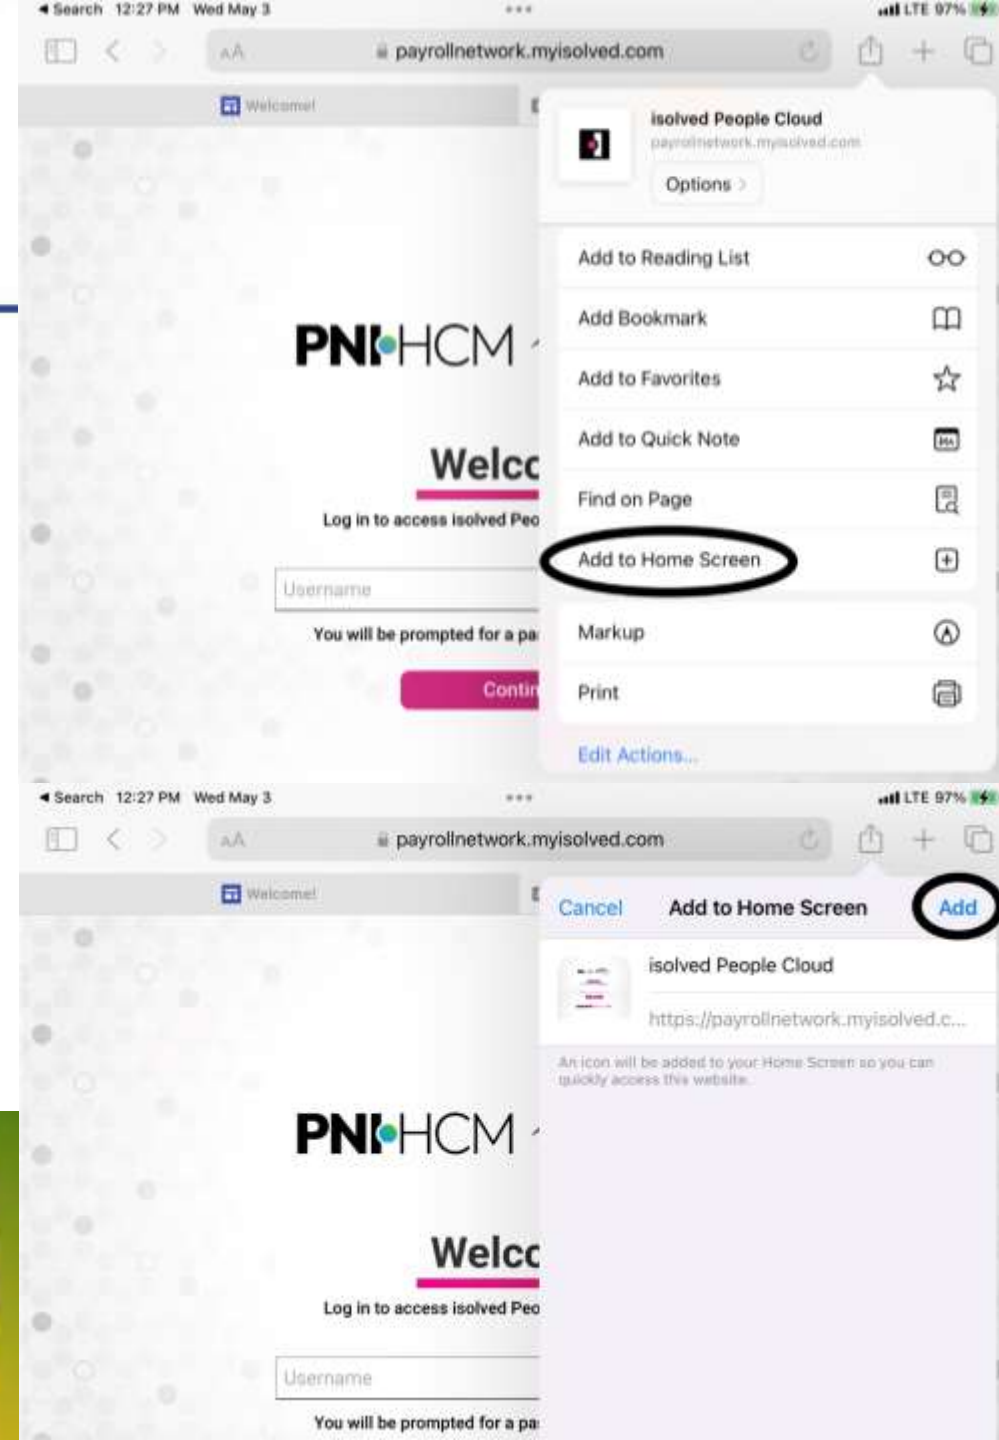 Search 12:27 PM Wed May 3
LTE 97%
AA
payrollnetwork.myisolved.com
Welcome!
isolved People Cloud
payrollnetwork.myisolved.com
Options
Add to Reading List
Add Bookmark
Add to Favorites
Add to Quick Note
Find on Page
Add to Home Screen
Markup
Print
Edit Actions...
PNI HCM
Welco
Log in to access isolved Peo
Username
You will be prompted for a pa
Contin
Search 12:27 PM Wed May 3
LTE 97%
AA
payrollnetwork.myisolved.com
Welcome!
Cancel Add to Home Screen Add
isolved People Cloud
https://payrollnetwork.myisolved.c...
An icon will be added to your Home Screen so you can
quickly access this website.
PNI HCM
Welco
Log in to access isolved Peo
Username
You will be prompted for a pa